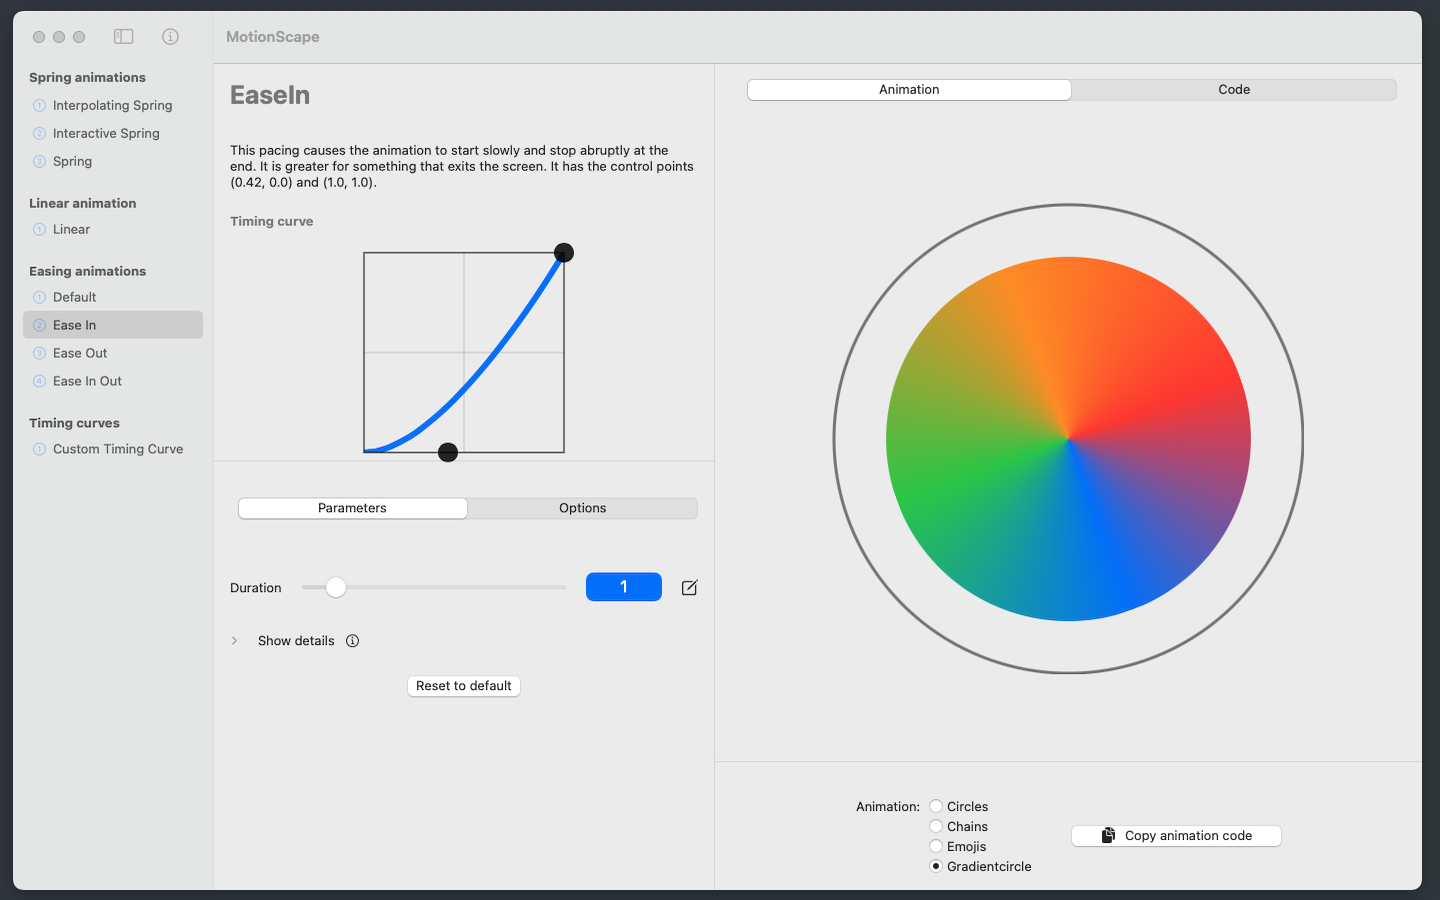 MotionScape
Spring animations
1 Interpolating Spring
2 Interactive Spring
3 Spring
Linear animation
1 Linear
Easing animations
1 Default
2 Ease In
3 Ease Out
4 Ease In Out
Timing curves
1 Custom Timing Curve
EaseIn
This pacing causes the animation to start slowly and stop abruptly at the
end. It is greater for something that exits the screen. It has the control points
(0.42, 0.0) and (1.0, 1.0).
Timing curve
Parameters
Options
Duration
1
Show details
Reset to default
Animation
Code
Animation:
Circles
Chains
Emojis
Gradientcircle
Copy animation code